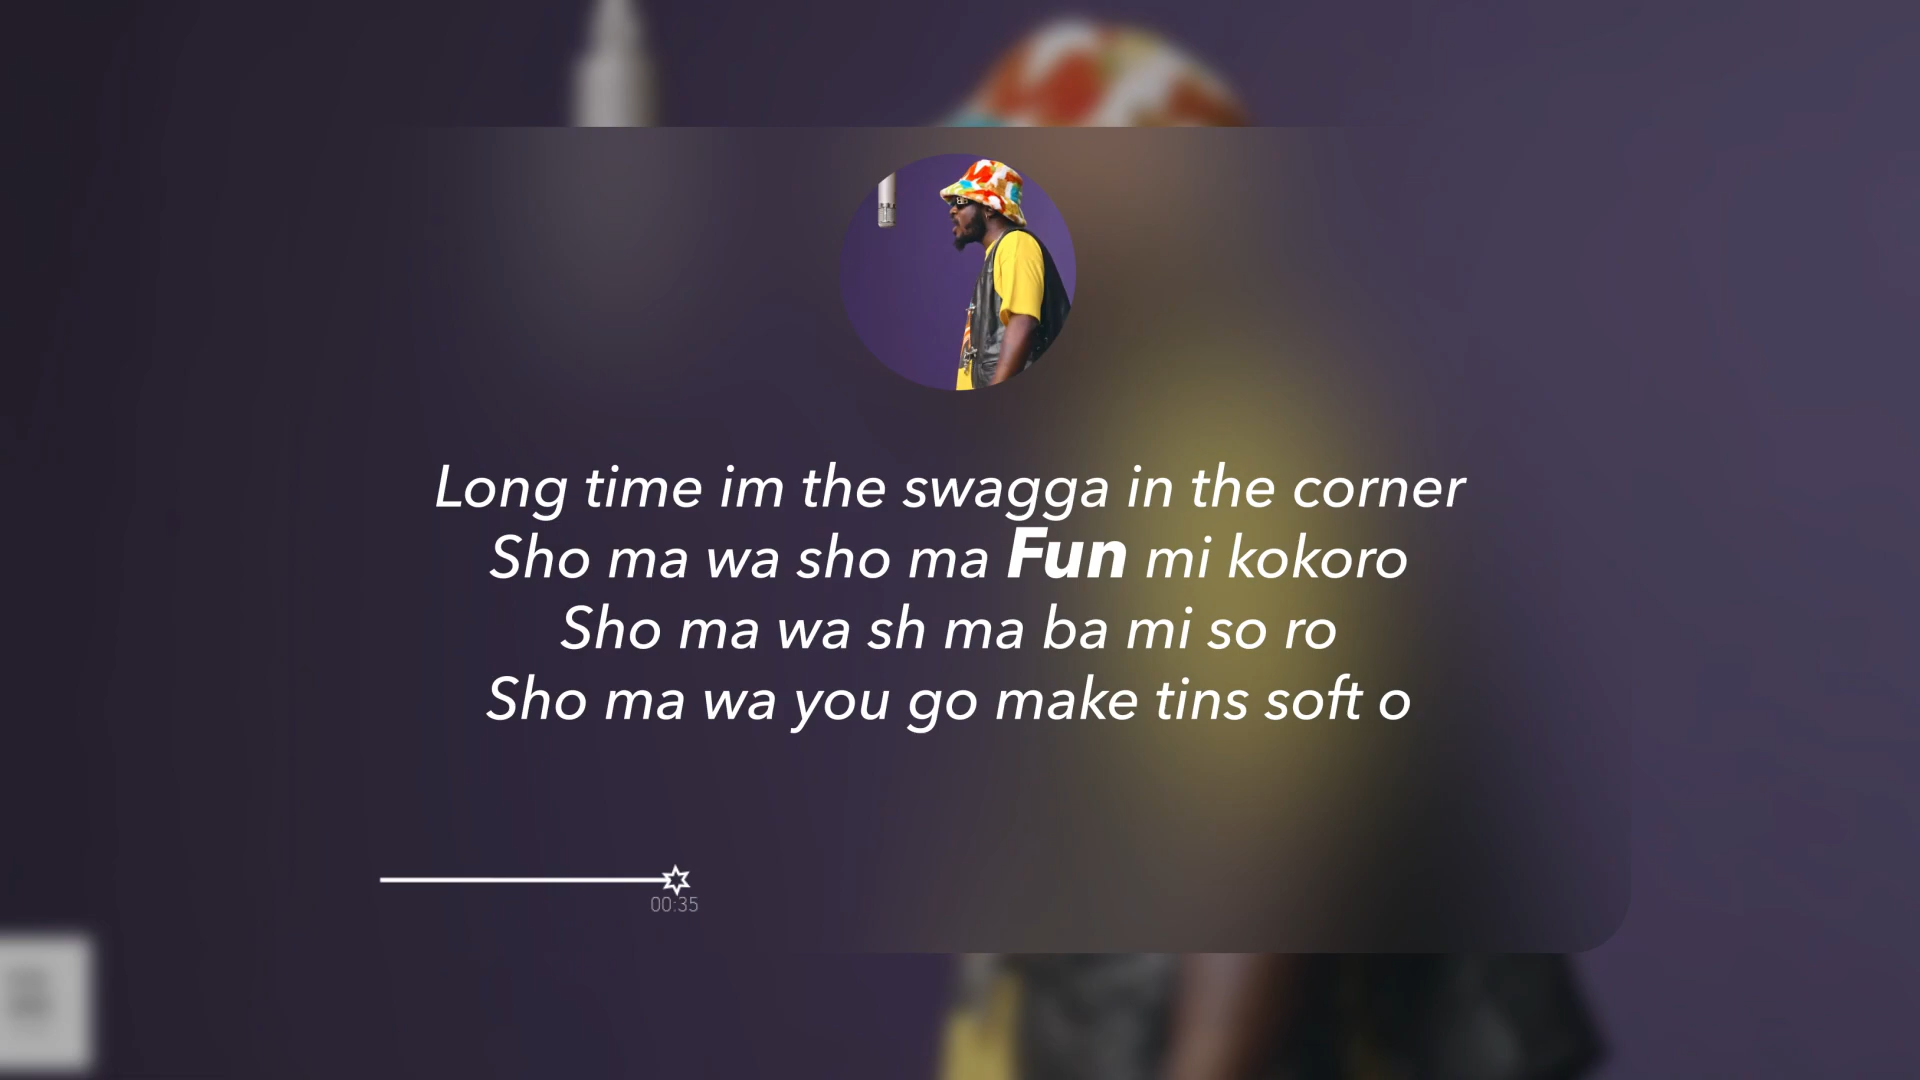 Long time im the swagga in the corner
Sho ma wa sho ma Fun mi kokoro
Sho ma wa sh ma ba mi so ro
Sho ma wa you go make tins soft o
00:35